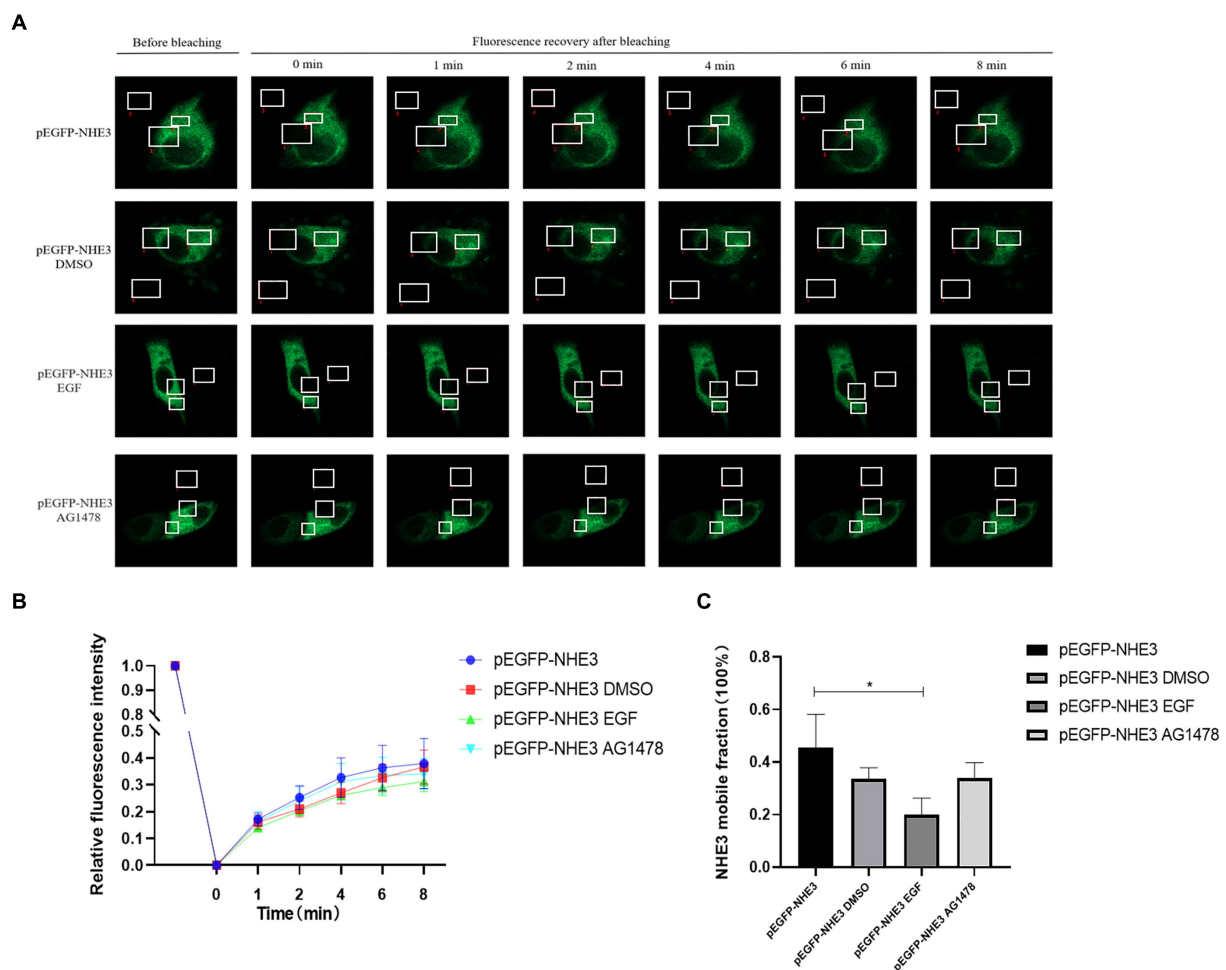 A
Before bleaching
Fluorescence recovery after bleaching
0 min
1 min
2 min
4 min
6 min
8 min
pEGFP-NHE3
pEGFP-NHE3
DMSO
pEGFP-NHE3
EGF
pEGFP-NHE3
AG1478
B
Relative fluorescence intensity
1.0
0.9
0.8
0.5
0.4
0.3
0.2
0.1
0.0
0
1
2
4
6
8
Time(min)
pEGFP-NHE3
pEGFP-NHE3 DMSO
pEGFP-NHE3 EGF
pEGFP-NHE3 AG1478
C
NHE3 mobile fraction(100%)
0.8
0.6
0.4
0.2
0.0
*
pEGFP-NHE3
pEGFP-NHE3 DMSO
pEGFP-NHE3 EGF
pEGFP-NHE3 AG1478
pEGFP-NHE3
pEGFP-NHE3 DMSO
pEGFP-NHE3 EGF
pEGFP-NHE3 AG1478